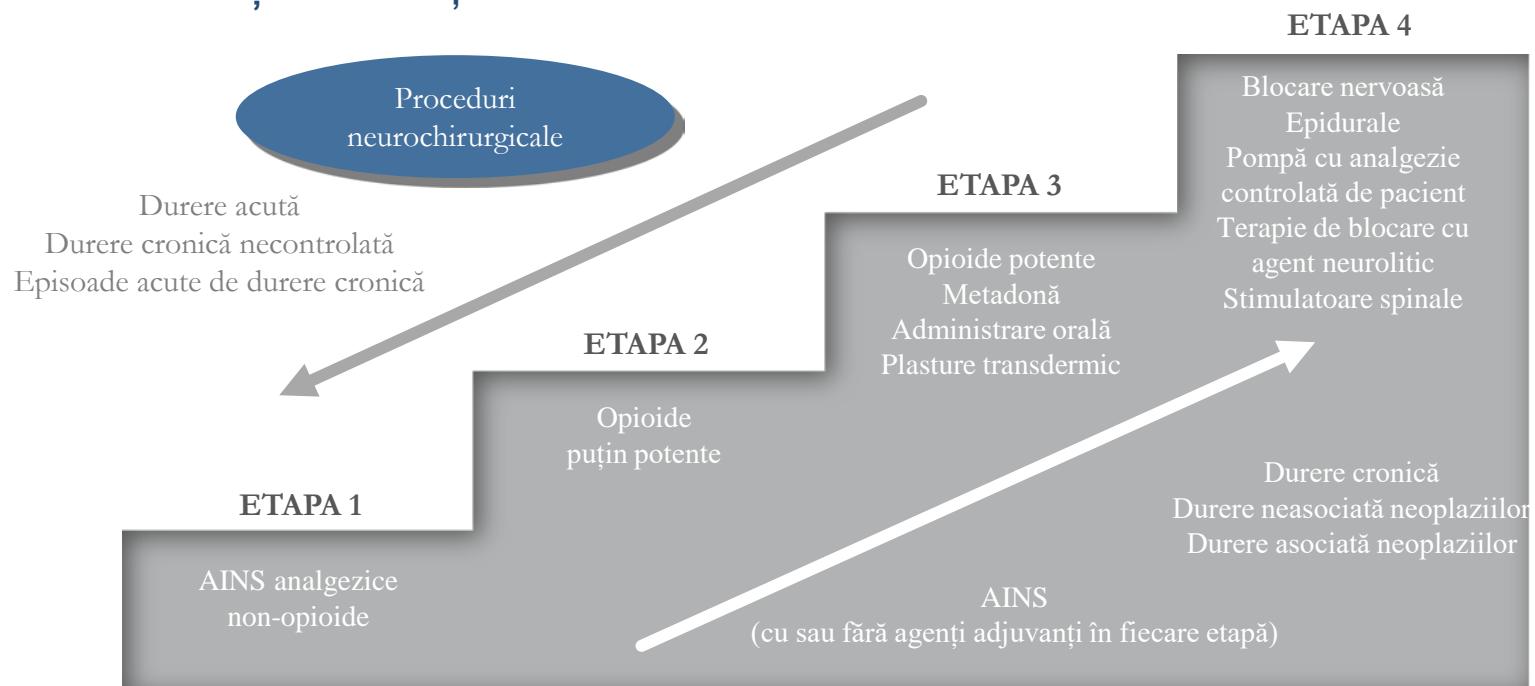 ETAPA 4
Proceduri
neurochirurgicale
Durere acută
Durere cronică necontrolată
Episoade acute de durere cronică
ETAPA 3
Blocare nervoasă
Epidurale
Pompă cu analgezie
controlată de pacient
Terapie de blocare cu
agent neurolitic
Stimulatoare spinale
Opioide potente
Metadonă
Administrare orală
Plasture transdermic
ETAPA 2
Opioide
puțin potente
ETAPA 1
AINS analgezice
non-opioide
Durere cronică
Durere neasociată neoplaziilor
Durere asociată neoplaziilor
AINS
(cu sau fără agenți adjuvanți în fiecare etapă)